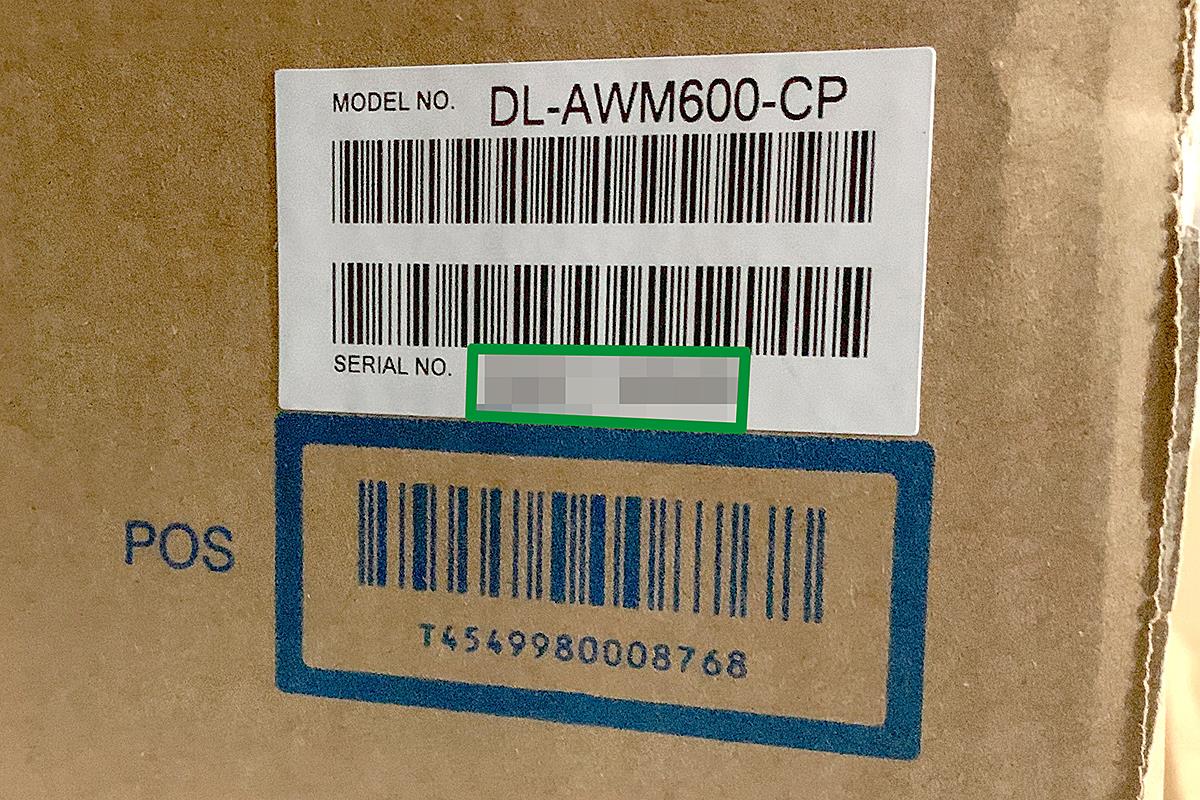 MODEL NO. DL-AWM600-CP
SERIAL NO.
POS
T4549980008768